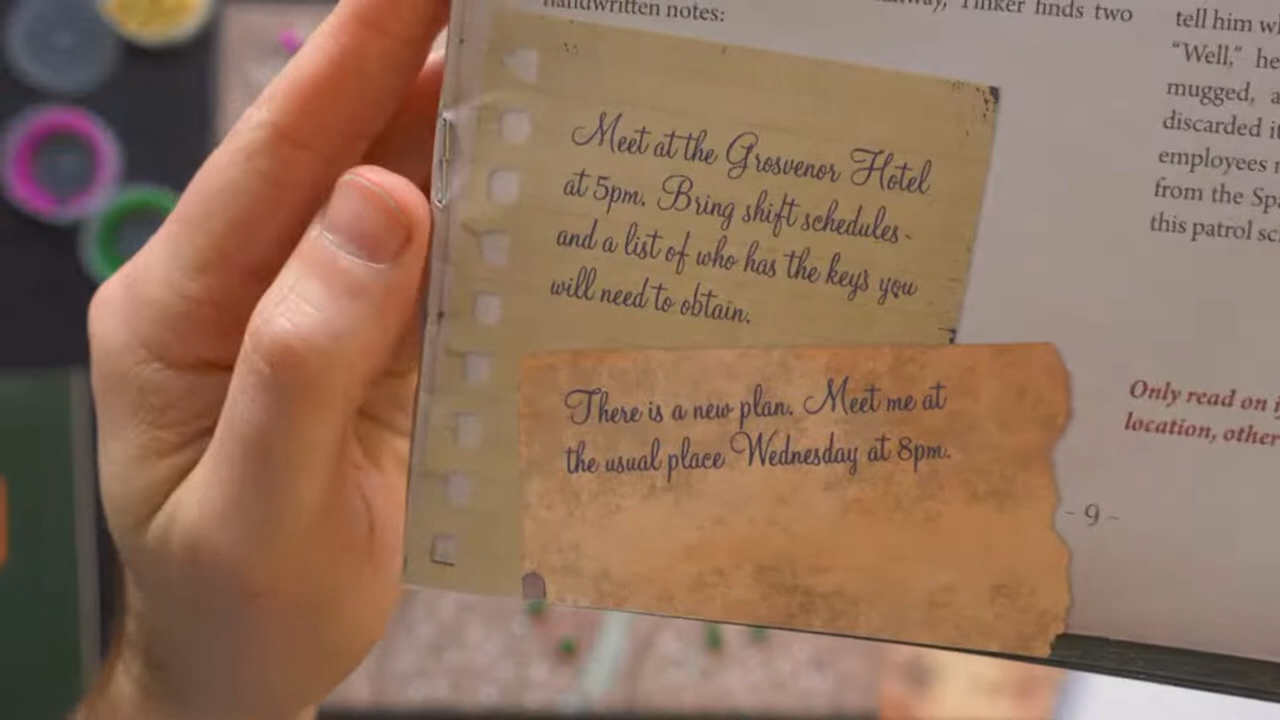 handwritten notes:
Tinker finds two
Meet at the Grosvenor Hotel
at 5pm. Bring shift schedules -
and a list of who has the keys you
will need to obtain.
There is a new plan. Meet me at
the usual place Wednesday at 8pm.
tell him
"Well," he
mugged,
discarded
employees
from the
this patrol
Only read on
location, other
- 9 -